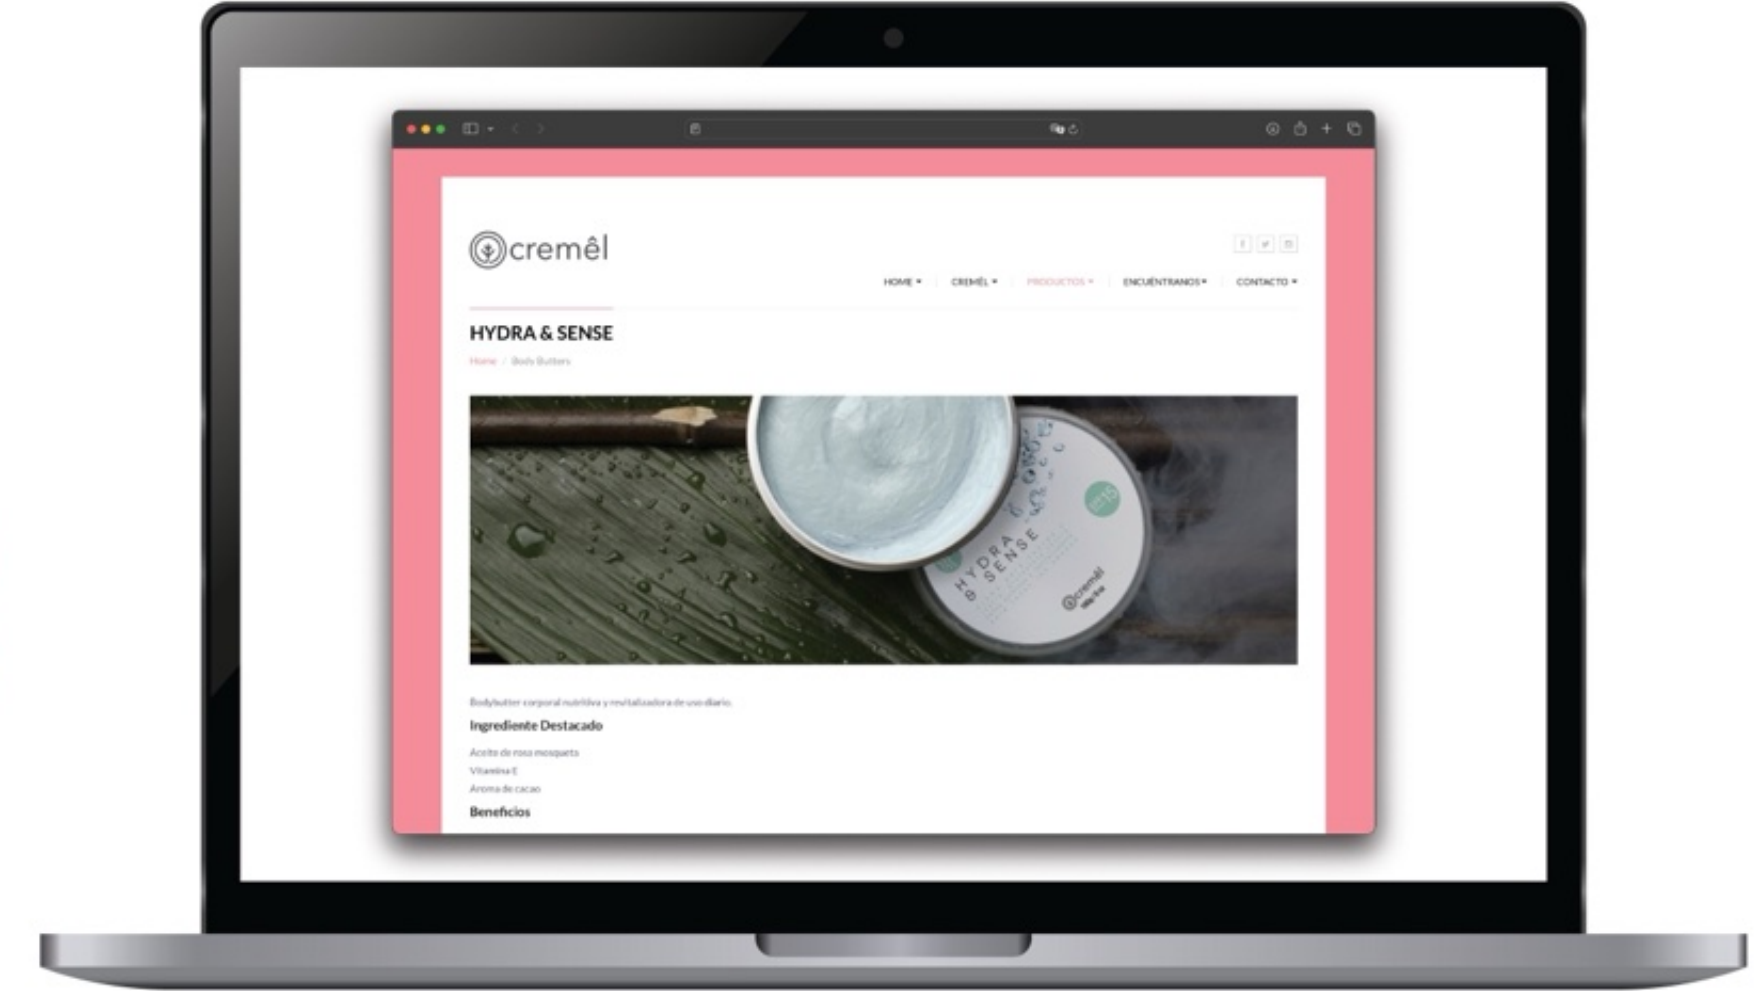 cremêl
HOME CREMÊL PRODUCTOS ENCUÉNTRANOS CONTACTO
HYDRA & SENSE
Home / Body Butters
HYDRA
& SENSE
15
cremêl
Bodybutter corporal nutritiva y revitalizadora de uso diario.
Ingrediente Destacado
Aceite de rosa mosqueta
Vitamina E
Aroma de cacao
Beneficios